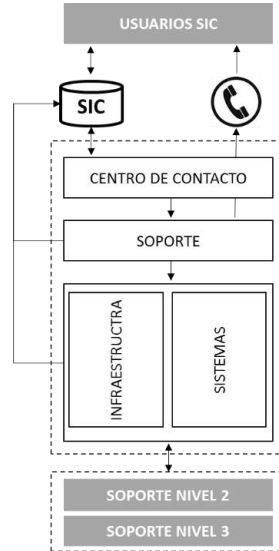 USUARIOS SIC
SIC
CENTRO DE CONTACTO
SOPORTE
INFRAESTRUCTRA
SISTEMAS
SOPORTE NIVEL 2
SOPORTE NIVEL 3